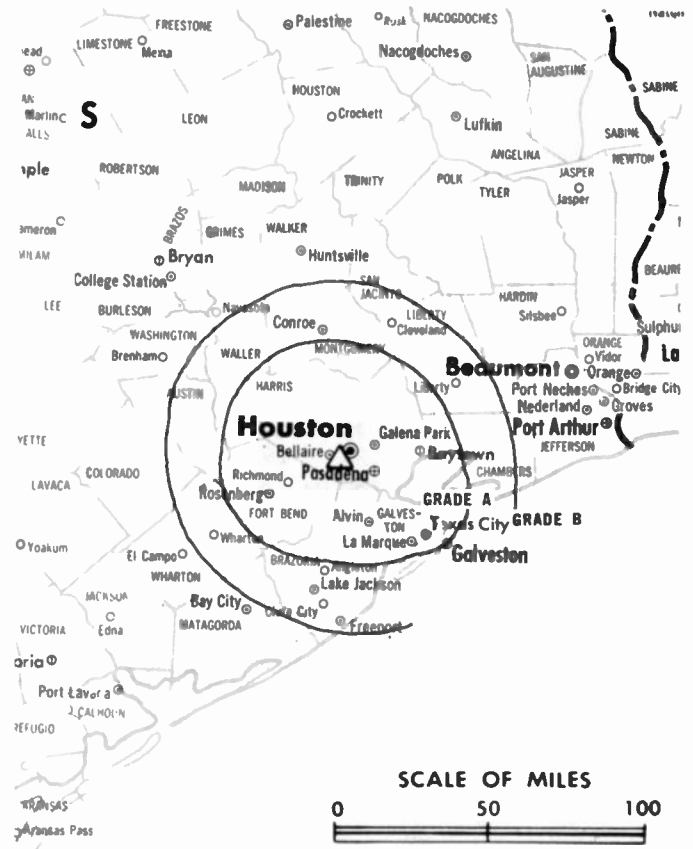 FREESTONE
Palestine
Rusk
NACOGDOCHES
LIMESTONE
Nacogdoches
SAN
AUGUSTINE
SABINE
HOUSTON
Crockett
Lufkin
S
LEON
ALLS
SABINE
ANGELINA
NEWTON
ROBERTSON
MADISON
TRINITY
POLK
TYLER
JASPER
Jasper
BRAZOS
GRIMES
WALKER
MILAM
Bryan
Huntsville
College Station
SAN
JACINTO
HARDIN
LEE
BURLESON
Navasota
LIBERTY
Silsbee
Conroe
Cleveland
WASHINGTON
ORANGE
Brenham
WALLER
MONTGOMERY
Vidor
Beaumont
Orange
HARRIS
Liberty
Port Neches
Bridge City
AUSTIN
Nederland
Groves
Houston
Galena Park
Port Arthur
Bellaire
Baytown
JEFFERSON
COLORADO
Richmond
Pasadena
CHAMBERS
LAVACA
Rosenberg
GRADE A
FORT BEND
Alvin
GALVES-
TON
Texas City
GRADE B
Yoakum
El Campo
Wharton
La Marque
Galveston
WHARTON
BRAZORIA
Angleton
Lake Jackson
JACKSON
Bay City
Edna
MATAGORDA
Freeport
VICTORIA
Port Lavaca
CALHOUN
REFUGIO
SCALE OF MILES
0 50 100
Aransas Pass